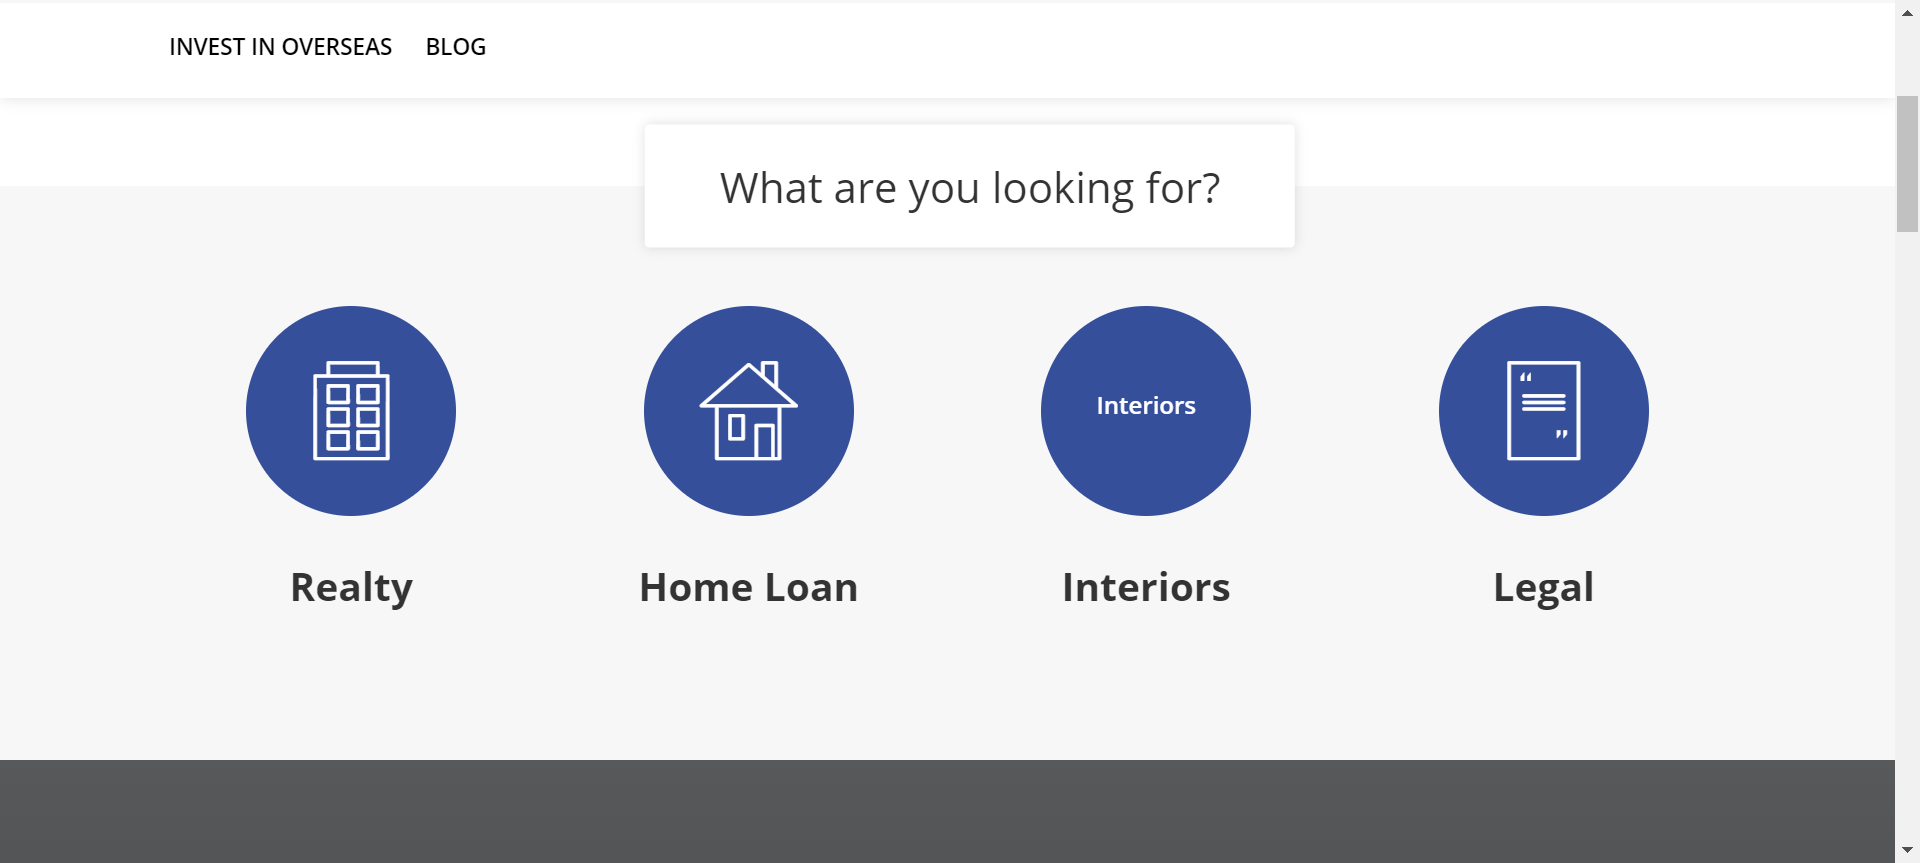 INVEST IN OVERSEAS BLOG
What are you looking for?
Interiors
“
”
Realty Home Loan Interiors Legal